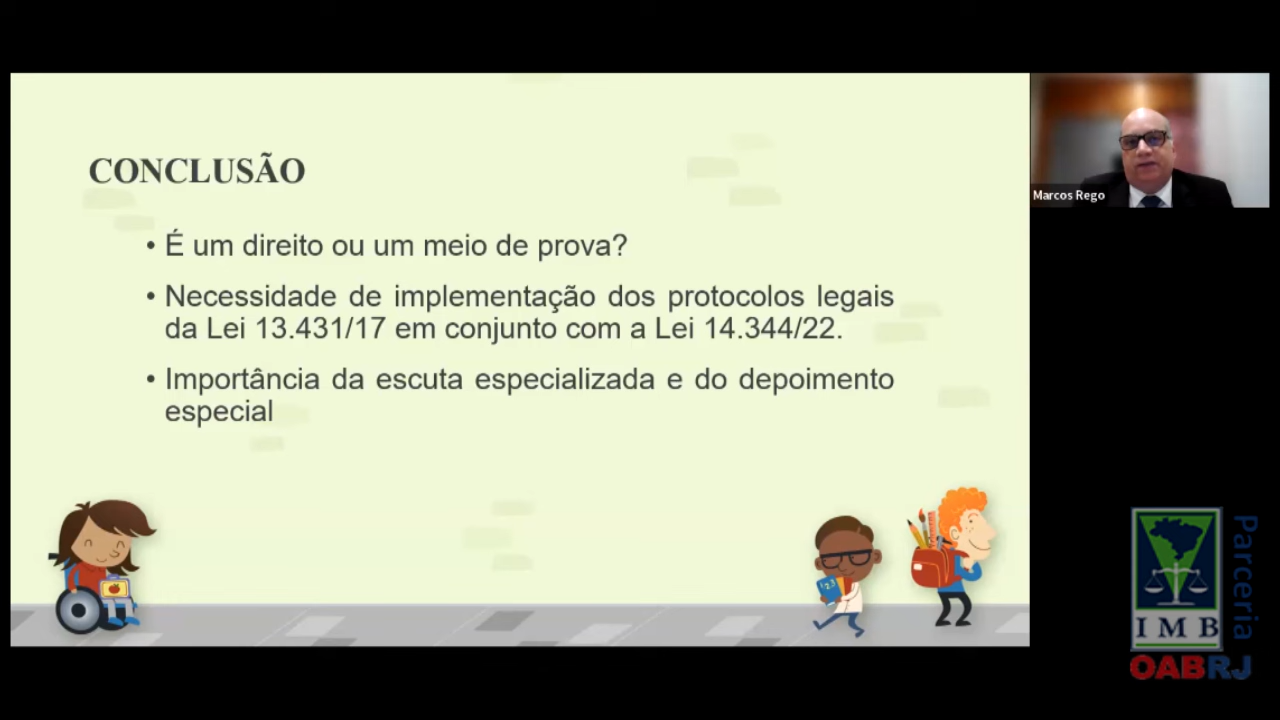 CONCLUSÃO
• É um direito ou um meio de prova?
• Necessidade de implementação dos protocolos legais
da Lei 13.431/17 em conjunto com a Lei 14.344/22.
• Importância da escuta especializada e do depoimento
especial
Marcos Rego
123
IMB
Parceria
OABRJ